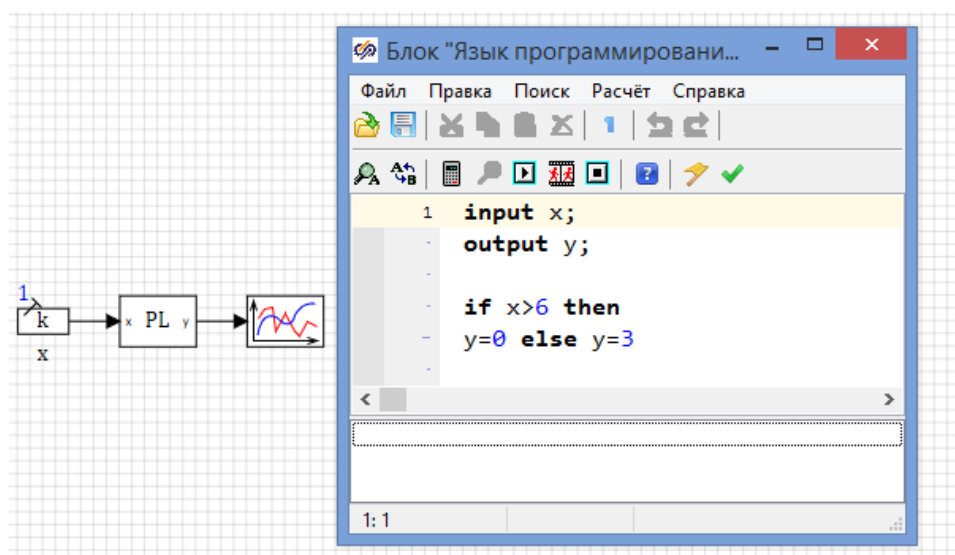 Блок "Язык программировани...
Файл Правка Поиск Расчёт Справка
1
A
A B
?
1 input x;
output y;
if x>6 then
y=0 else y=3
1: 1
1
k
x
x PL y